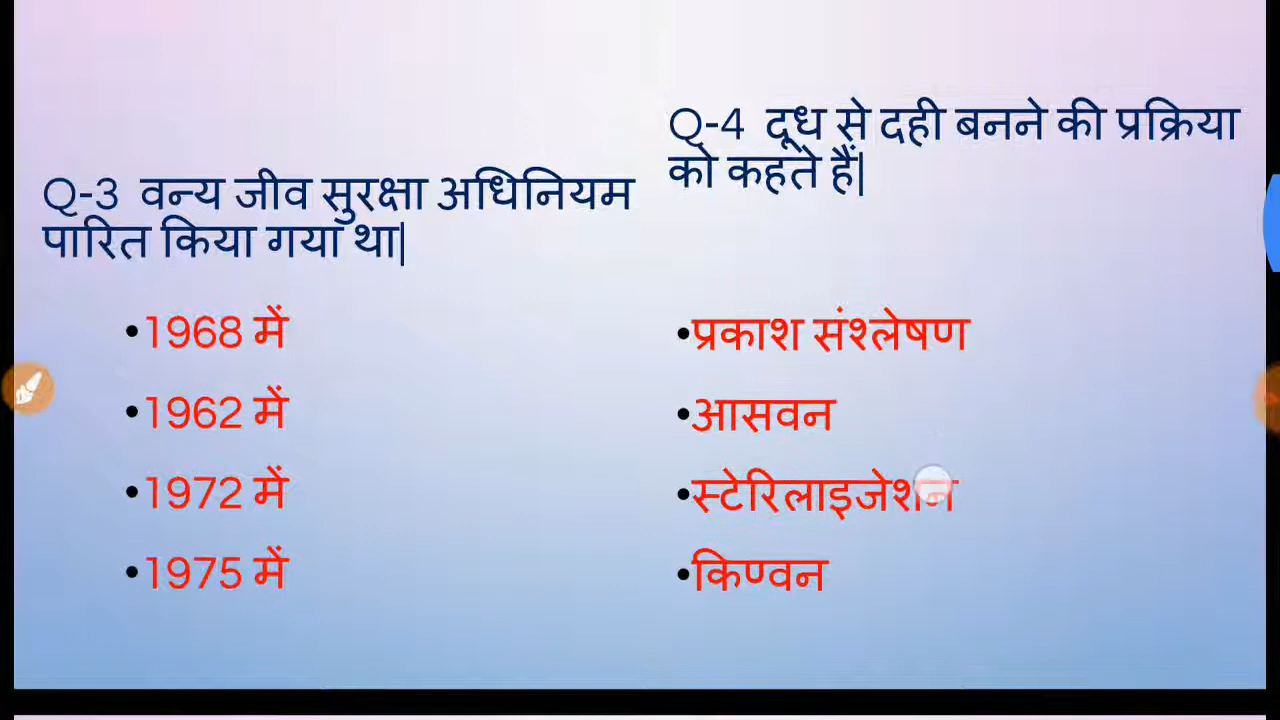 Q-3 वन्य जीव सुरक्षा अधिनियम
पारित किया गया था|
•1968 में
•1962 में
•1972 में
•1975 में
Q-4 दूध से दही बनने की प्रक्रिया
को कहते हैं|
•प्रकाश संश्लेषण
•आसवन
•स्टेरिलाइजेशन
•किण्वन